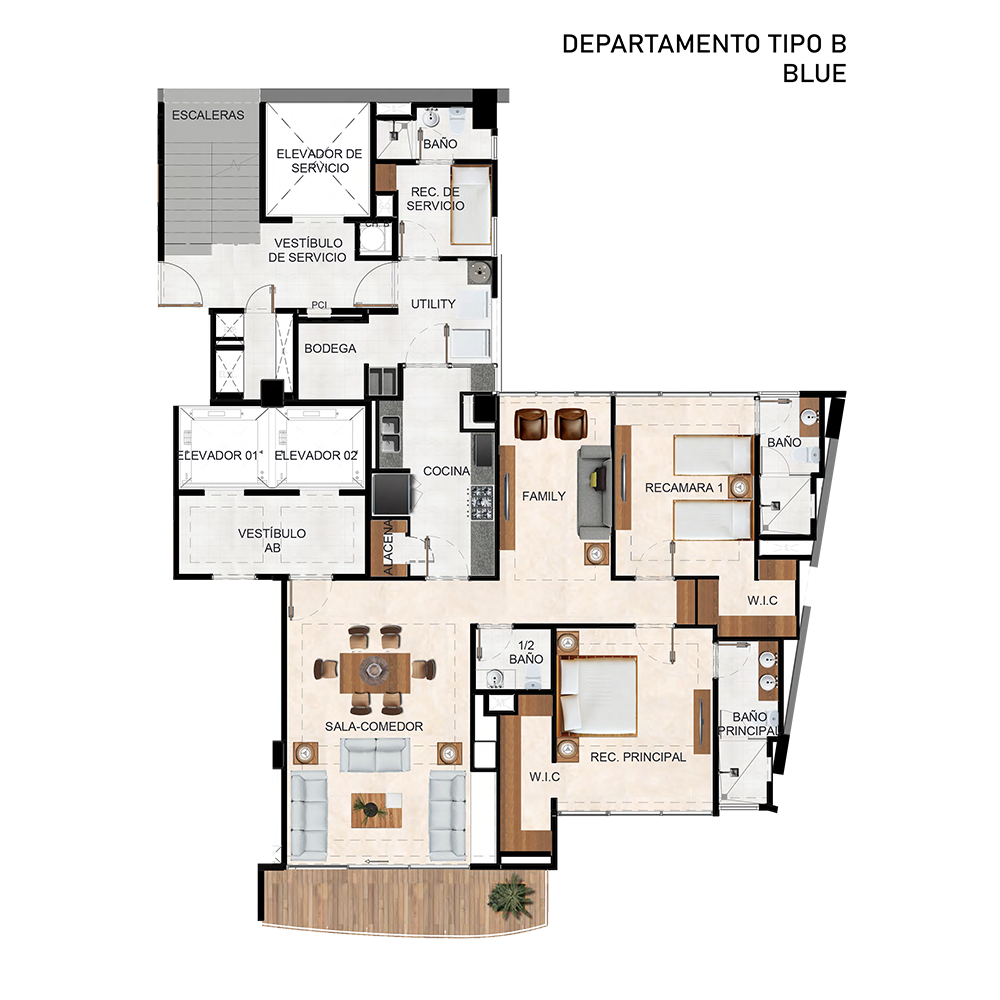 DEPARTAMENTO TIPO B
BLUE
ESCALERAS
ELEVADOR DE
SERVICIO
BAÑO
REC. DE
SERVICIO
CH. B
VESTÍBULO
DE SERVICIO
PCI
UTILITY
BODEGA
ELEVADOR 01
ELEVADOR 02
COCINA
FAMILY
RECAMARA 1
BAÑO
VESTÍBULO
AB
ALACENA
W.I.C
1/2
BAÑO
SALA-COMEDOR
REC. PRINCIPAL
BAÑO
PRINCIPAL
W.I.C